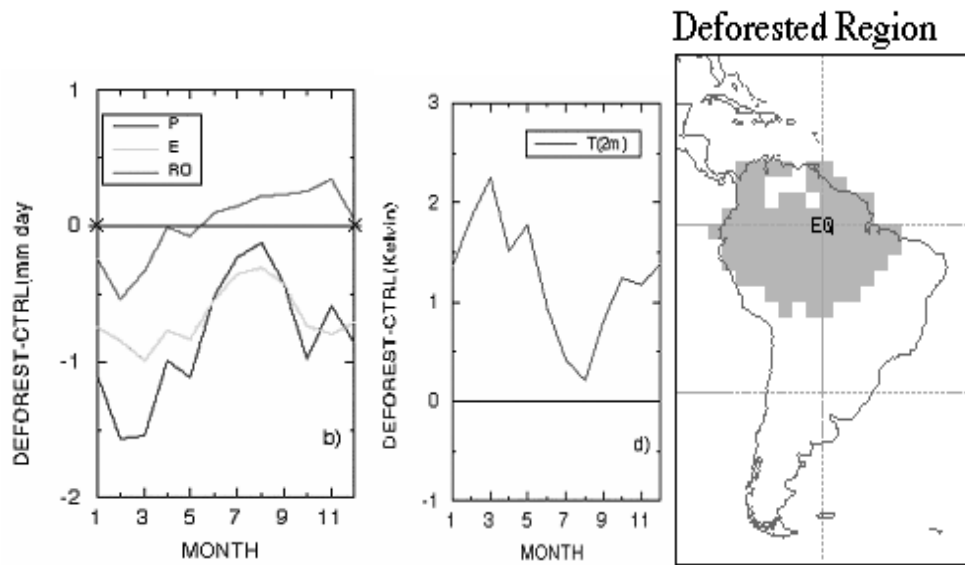 Deforested Region
1
0
-1
-2
P
E
RO
DEFOREST-CTRL(mm day
b)
1 3 5 7 9 11
MONTH
3
2
1
0
-1
T(2m)
DEFOREST-CTRL(Kelvin)
d)
1 3 5 7 9 11
MONTH
EQ